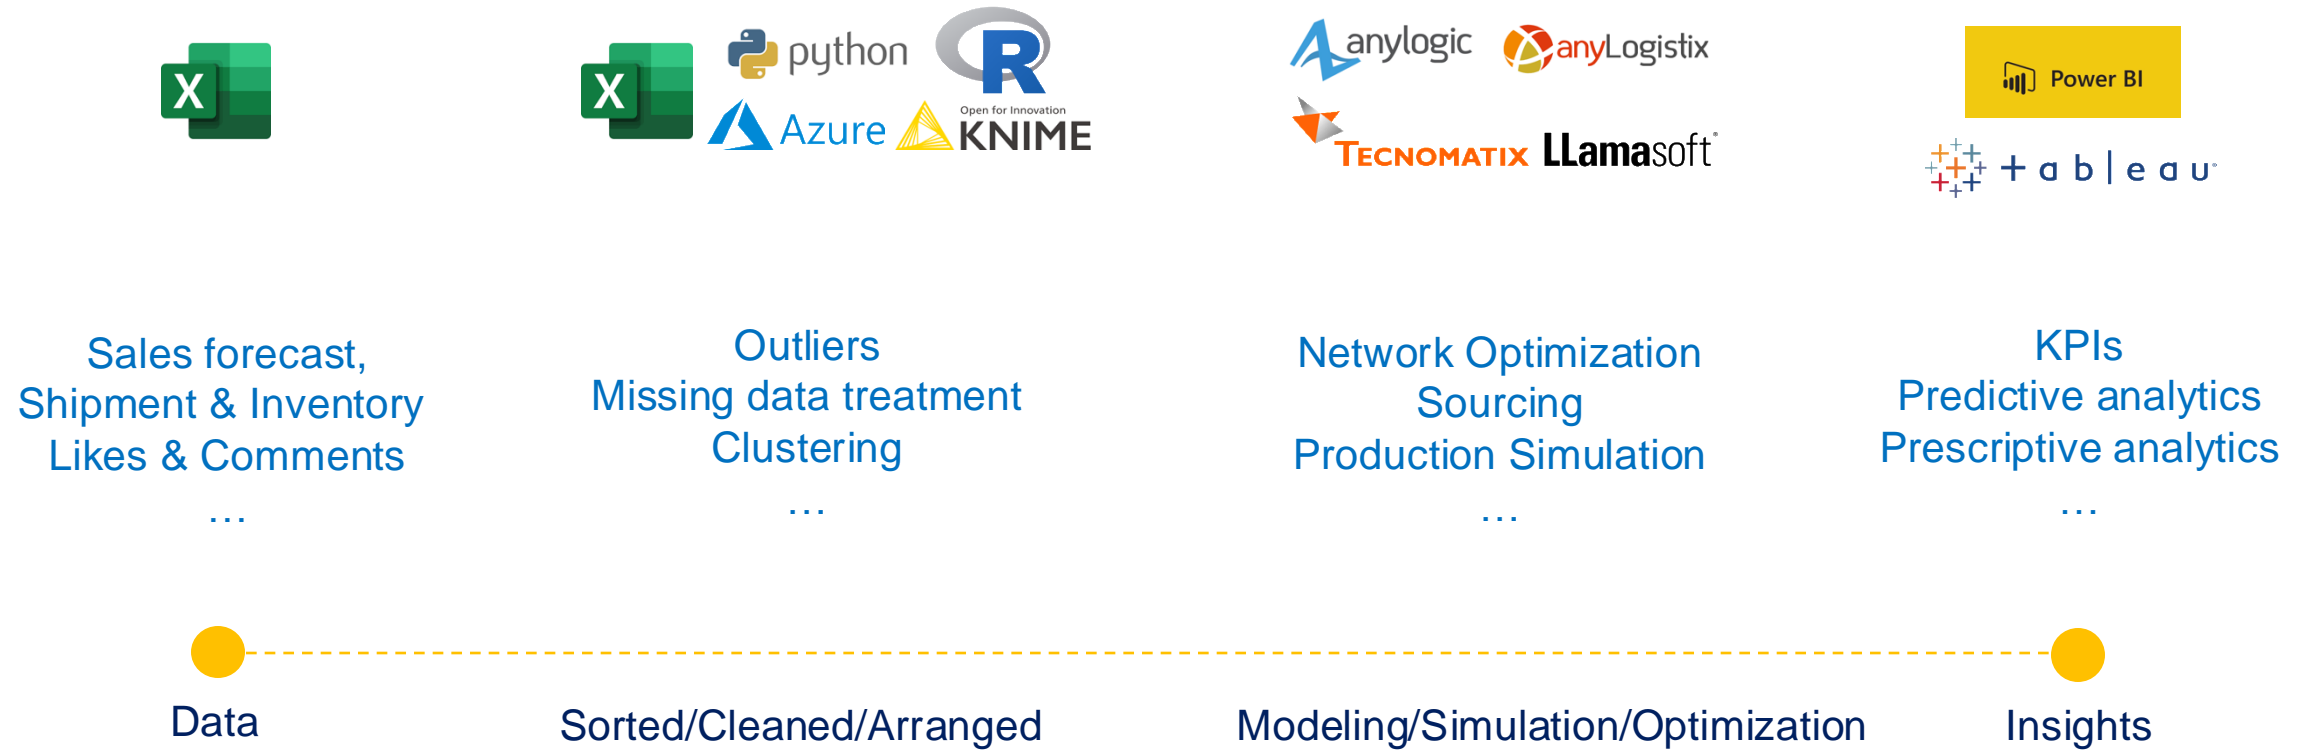 X
X
python
R
Azure
Open for Innovation
KNIME
anylogic
anyLogistix
TECNOMATIX
LLamasoft
Power BI
+ a b l e a u
Sales forecast,
Shipment & Inventory
Likes & Comments
…
Outliers
Missing data treatment
Clustering
…
Network Optimization
Sourcing
Production Simulation
…
KPIs
Predictive analytics
Prescriptive analytics
…
Data
Sorted/Cleaned/Arranged
Modeling/Simulation/Optimization
Insights